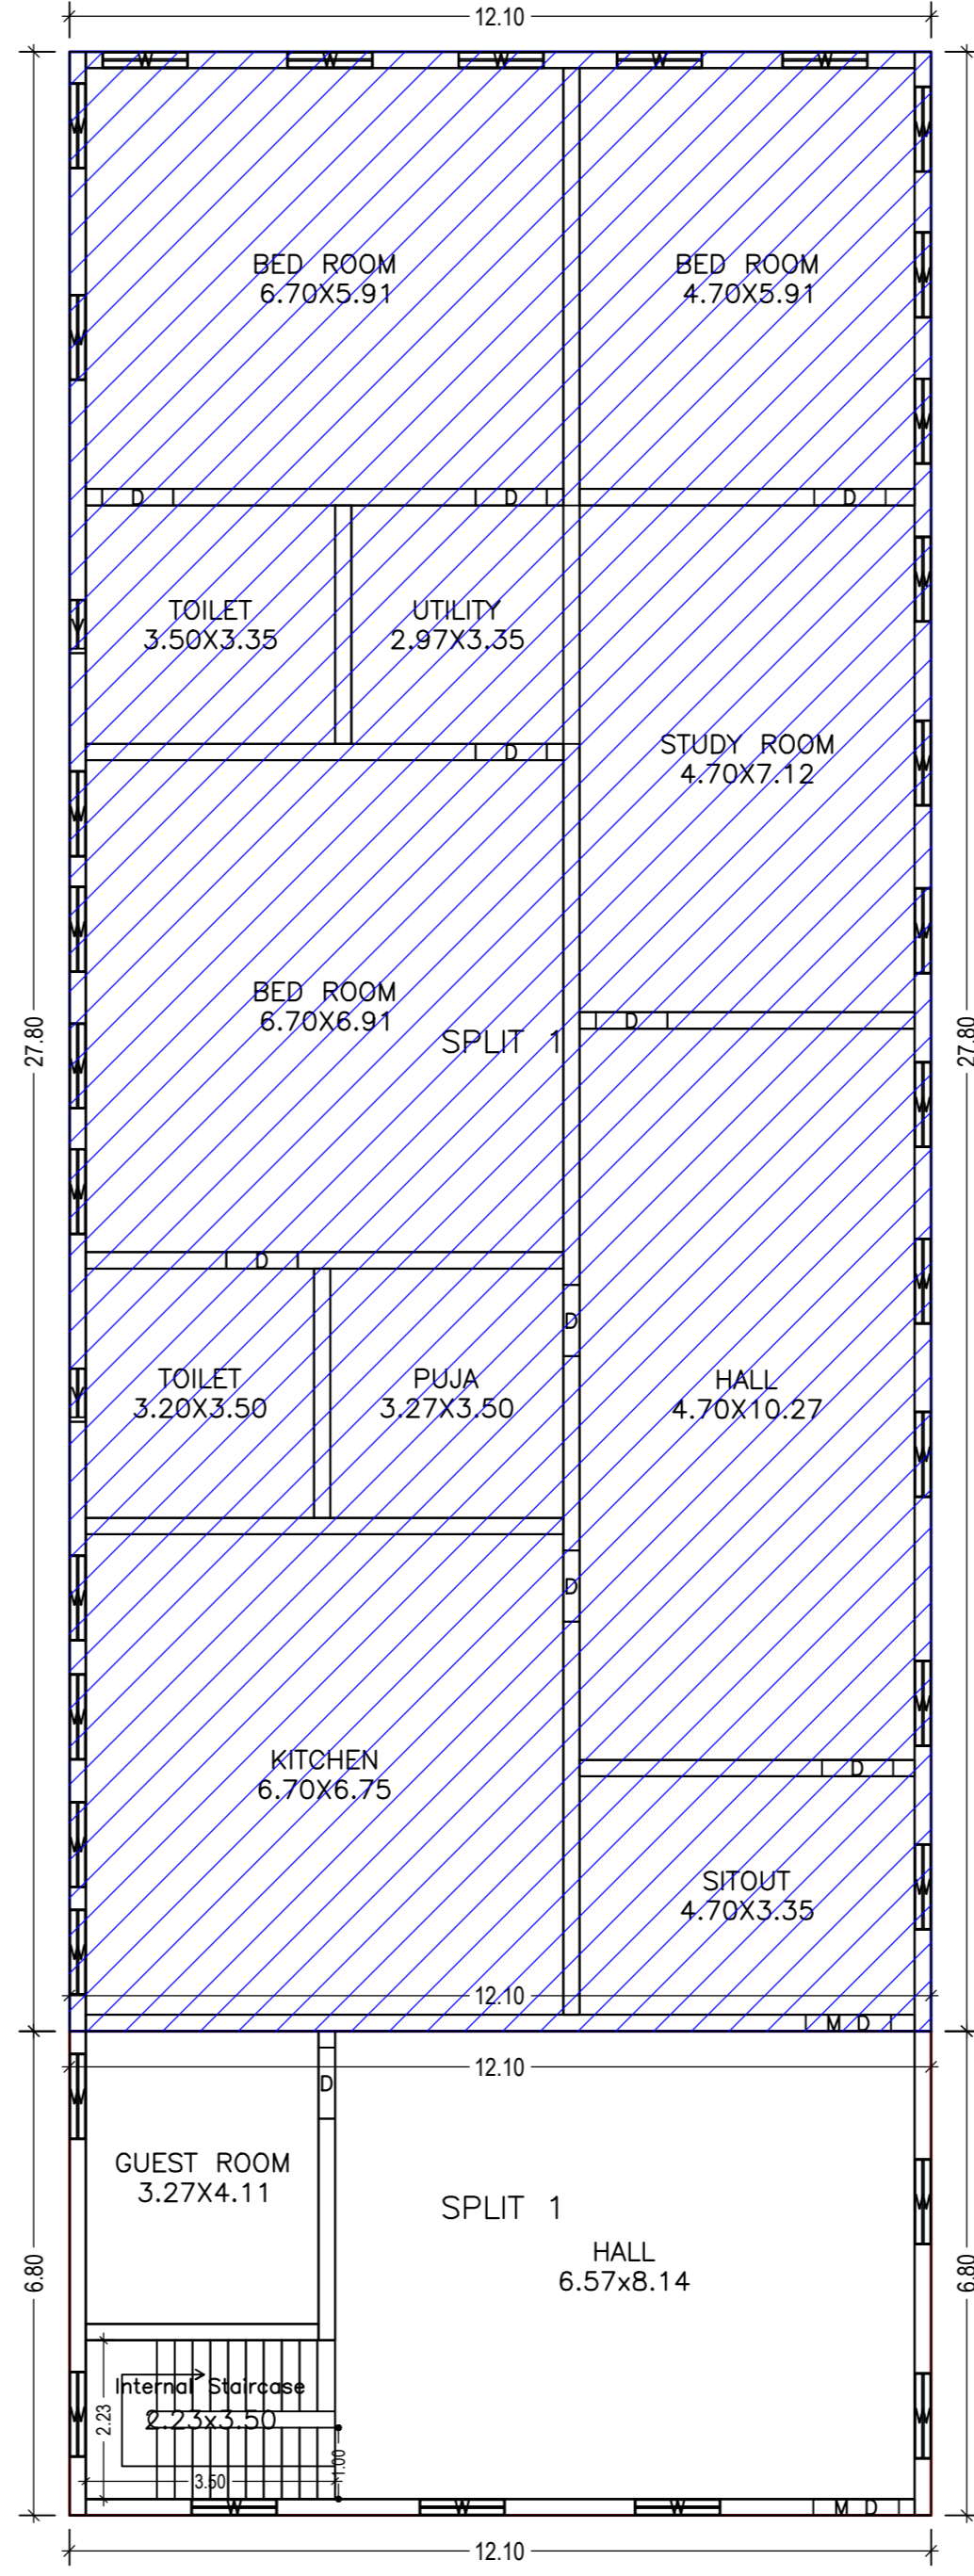 12.10
W W W W W
W W
W
BED ROOM
6.70X5.91
BED ROOM
4.70X5.91
W
W
27.80
27.80
D D D
TOILET
3.50X3.35
UTILITY
2.97X3.35
V
W
STUDY ROOM
4.70X7.12
W
D
W
W
W
BED ROOM
6.70X6.91
SPLIT 1
D
W
W
W
W
D
D
TOILET
3.20X3.50
PUJA
3.27X3.50
HALL
4.70X10.27
V
W
D
W
W
KITCHEN
6.70X6.75
D
W
W
SITOUT
4.70X3.35
W
W
12.10
M D
12.10
W
D
GUEST ROOM
3.27X4.11
W
SPLIT 1
HALL
6.57x8.14
6.80
6.80
Internal Staircase
2.23x3.50
2.23
W
W
1.00
3.50
W W W M D
12.10